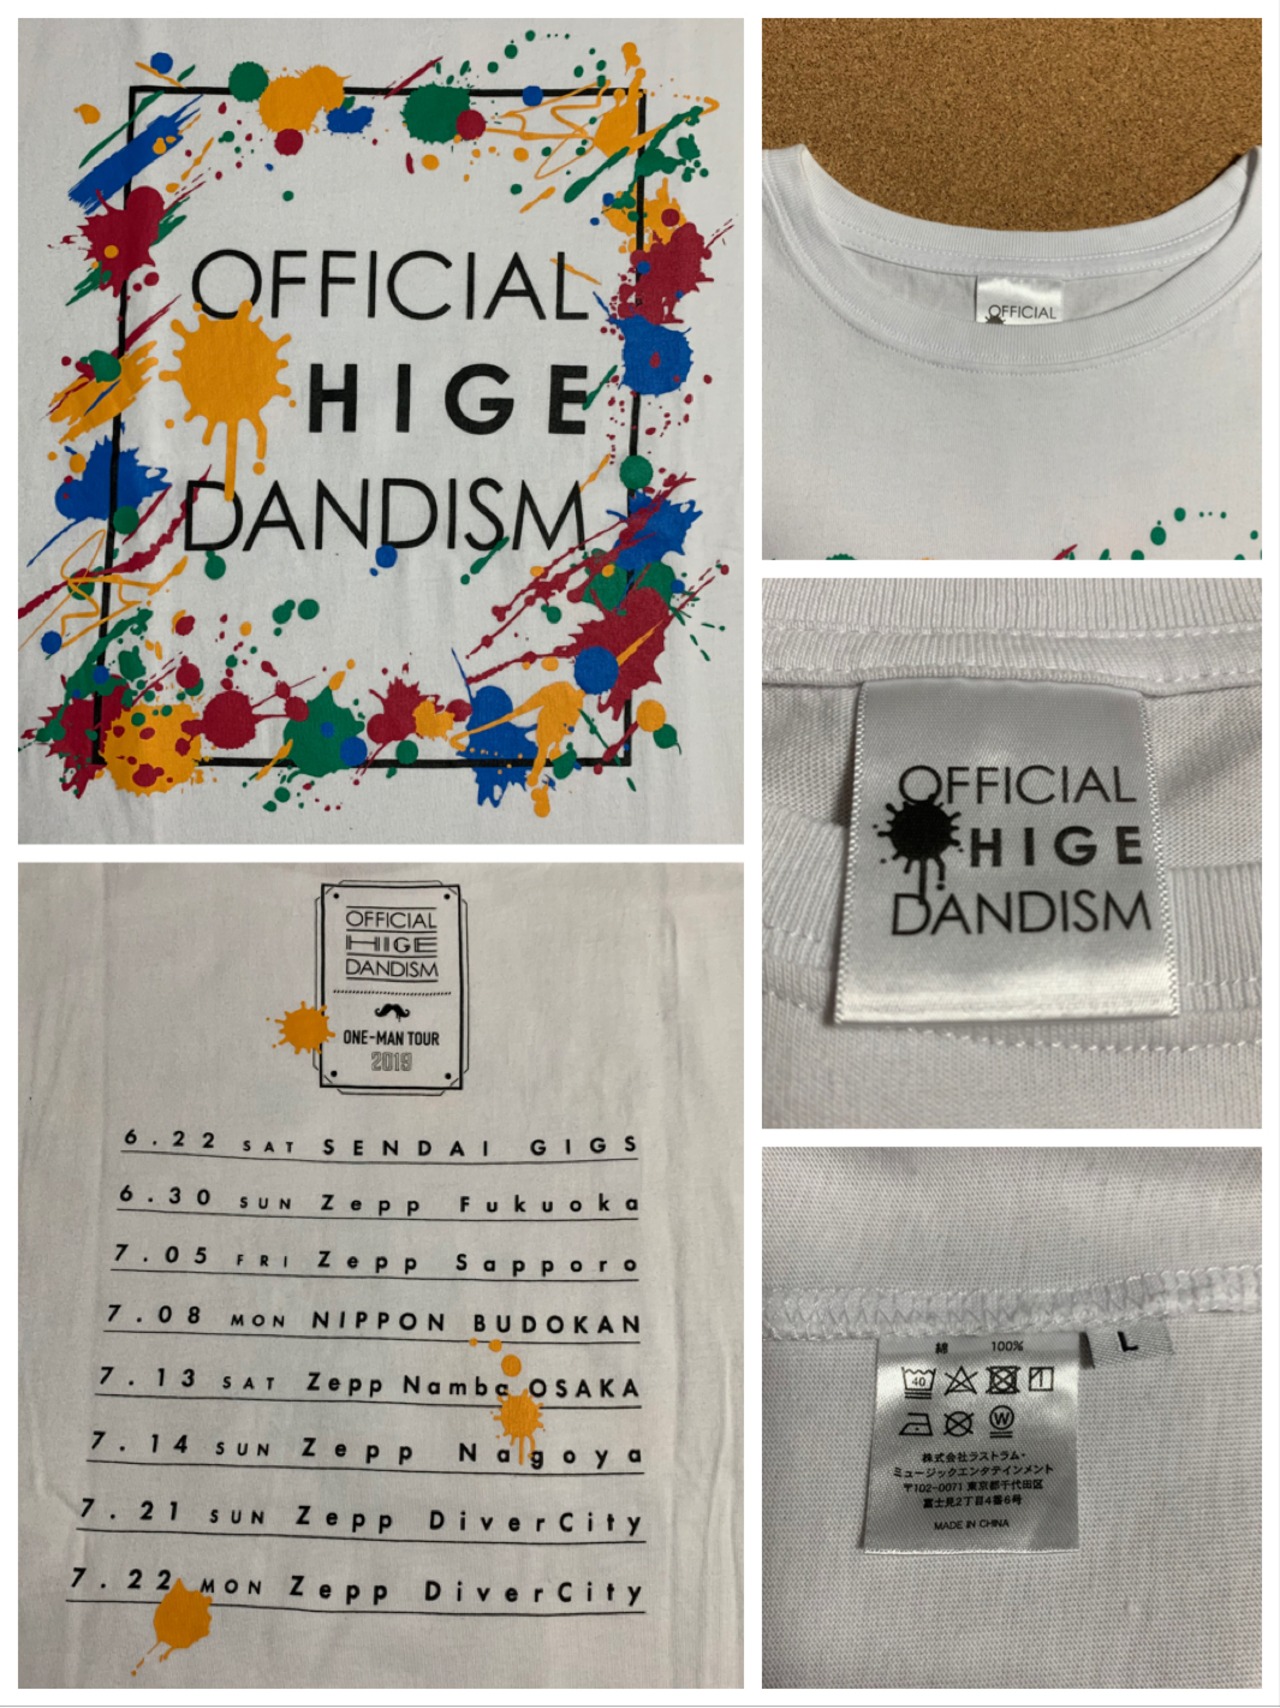 OFFICIAL
HIGE
DANDISM
OFFICIAL
HIGE
DANDISM
ONE-MAN TOUR
2019
6.22 SAT SENDAI GIGS
6.30 SUN Zepp Fukuoka
7.05 FRI Zepp Sapporo
7.08 MON NIPPON BUDOKAN
7.13 SAT Zepp Namba OSAKA
7.14 SUN Zepp Nagoya
7.21 SUN Zepp DiverCity
7.22 MON Zepp DiverCity
OFFICIAL
OFFICIAL
HIGE
DANDISM
綿 100%
L
40
W
株式会社ラストラム・
ミュージックエンタテインメント
〒102-0071 東京都千代田区
富士見2丁目4番6号
MADE IN CHINA